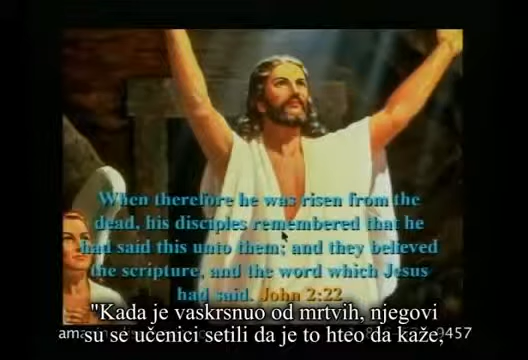 When therefore he was risen from the
dead, his disciples remembered that he
had said this unto them; and they believed
the scripture, and the word which Jesus
had said. John 2:22
"Kada je vaskrsnuo od mrtvih, njegovi
su se učenici setili da je to hteo da kaže,
9457